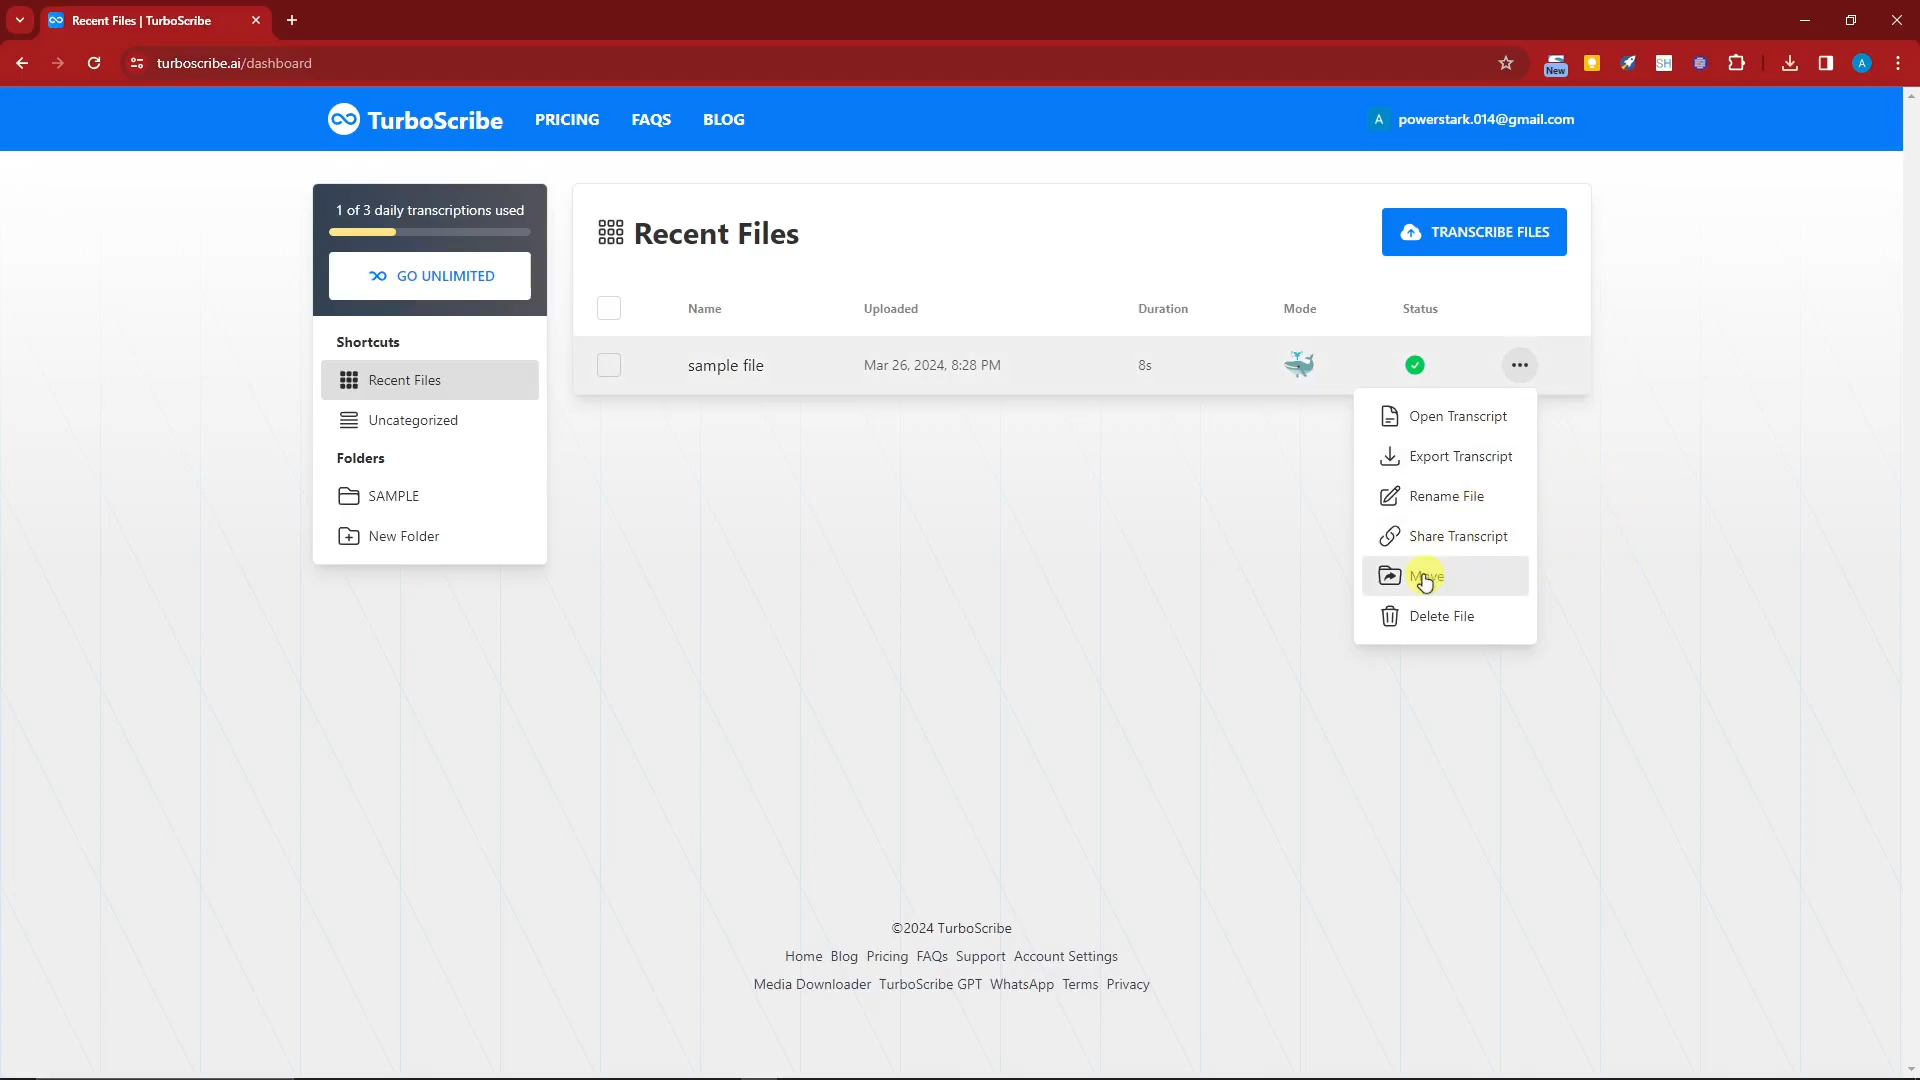 Recent Files | TurboScribe
turboscribe.ai/dashboard
New
SH
A
TurboScribe PRICING FAQS BLOG
A powerstark.014@gmail.com
1 of 3 daily transcriptions used
GO UNLIMITED
Shortcuts
Recent Files
Uncategorized
Folders
SAMPLE
New Folder
Recent Files
TRANSCRIBE FILES
Name Uploaded Duration Mode Status
sample file Mar 26, 2024, 8:28 PM 8s
Open Transcript
Export Transcript
Rename File
Share Transcript
Move
Delete File
©2024 TurboScribe
Home Blog Pricing FAQs Support Account Settings
Media Downloader TurboScribe GPT WhatsApp Terms Privacy